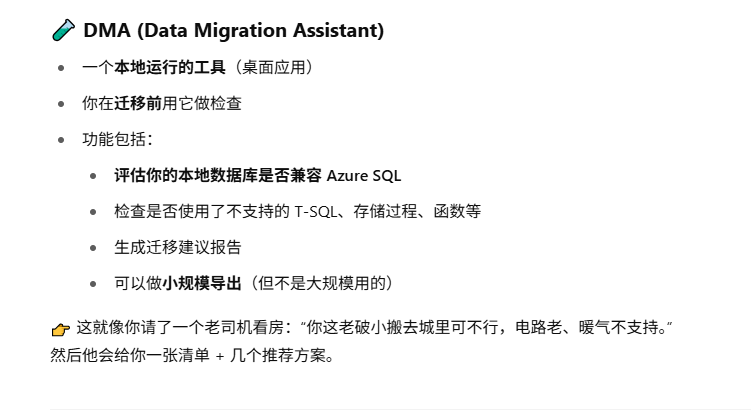 🧪 DMA (Data Migration Assistant)
• 一个本地运行的工具（桌面应用）
• 你在迁移前用它做检查
• 功能包括：
• 评估你的本地数据库是否兼容 Azure SQL
• 检查是否使用了不支持的 T-SQL、存储过程、函数等
• 生成迁移建议报告
• 可以做小规模导出（但不是大规模用的）
👉 这就像你请了一个老司机看房：“你这老破小搬去城里可不行，电路老、暖气不支持。”
然后他会给你一张清单 + 几个推荐方案。